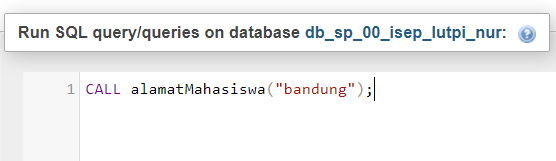 Run SQL query/queries on database db_sp_00_isep_lutpi_nur:
1 CALL alamatMahasiswa("bandung");